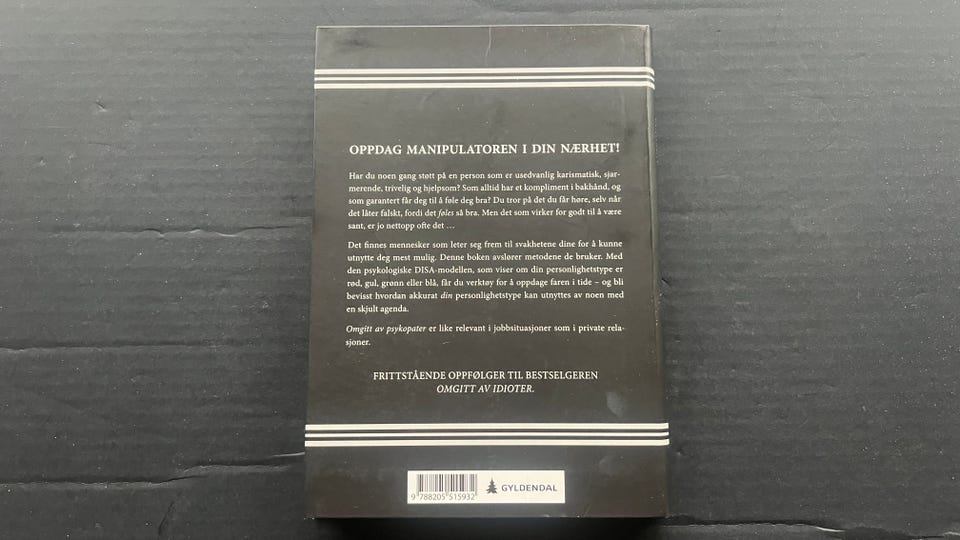 OPPDAG MANIPULATOREN I DIN NÆRHET!
Har du noen gang støtt på en person som er usedvanlig karismatisk, sjar-
merende, trivelig og hjelpsom? Som alltid har et kompliment i bakhånd, og
som garantert får deg til å føle deg bra? Du tror på det du får høre, selv når
det låter falskt, fordi det føles så bra. Men det som virker for godt til å være
sant, er jo nettopp ofte det ...
Det finnes mennesker som leter seg frem til svakhetene dine for å kunne
utnytte deg mest mulig. Denne boken avslører metodene de bruker. Med
den psykologiske DISA-modellen, som viser om din personlighetstype er
rød, gul, grønn eller blå, får du verktøy for å oppdage faren i tide – og bli
bevisst hvordan akkurat din personlighetstype kan utnyttes av noen med
en skjult agenda.
Omgitt av psykopater er like relevant i jobbsituasjoner som i private rela-
sjoner.
FRITTSTÅENDE OPPFØLGER TIL BESTSELGEREN
OMGITT AV IDIOTER.
9 788205 515932
GYLDENDAL